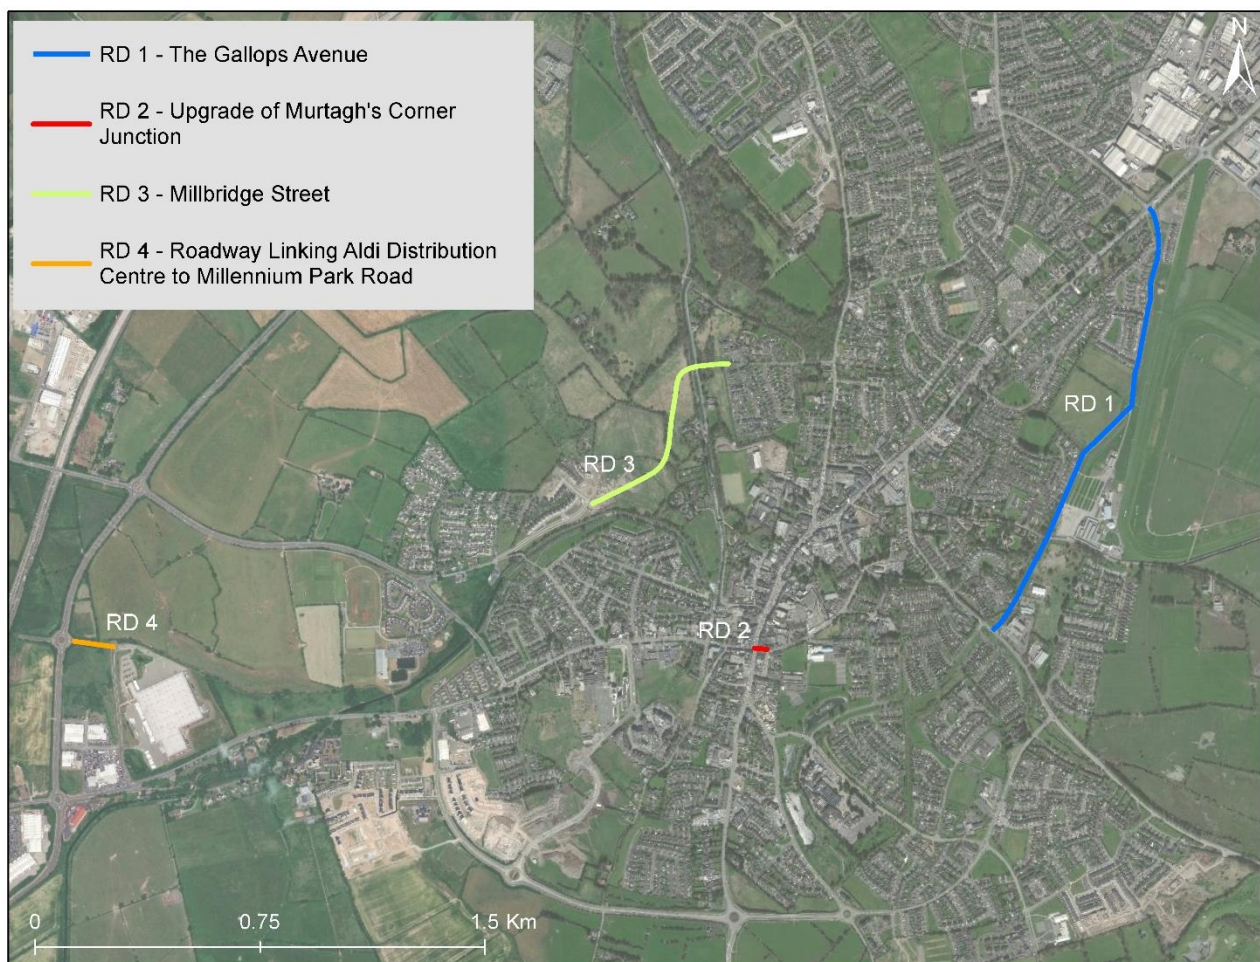 RD 1 - The Gallops Avenue
RD 2 - Upgrade of Murtagh's Corner
Junction
RD 3 - Millbridge Street
RD 4 - Roadway Linking Aldi Distribution
Centre to Millennium Park Road
N
RD 1
RD 3
RD 4
RD 2
0
0.75
1.5 Km